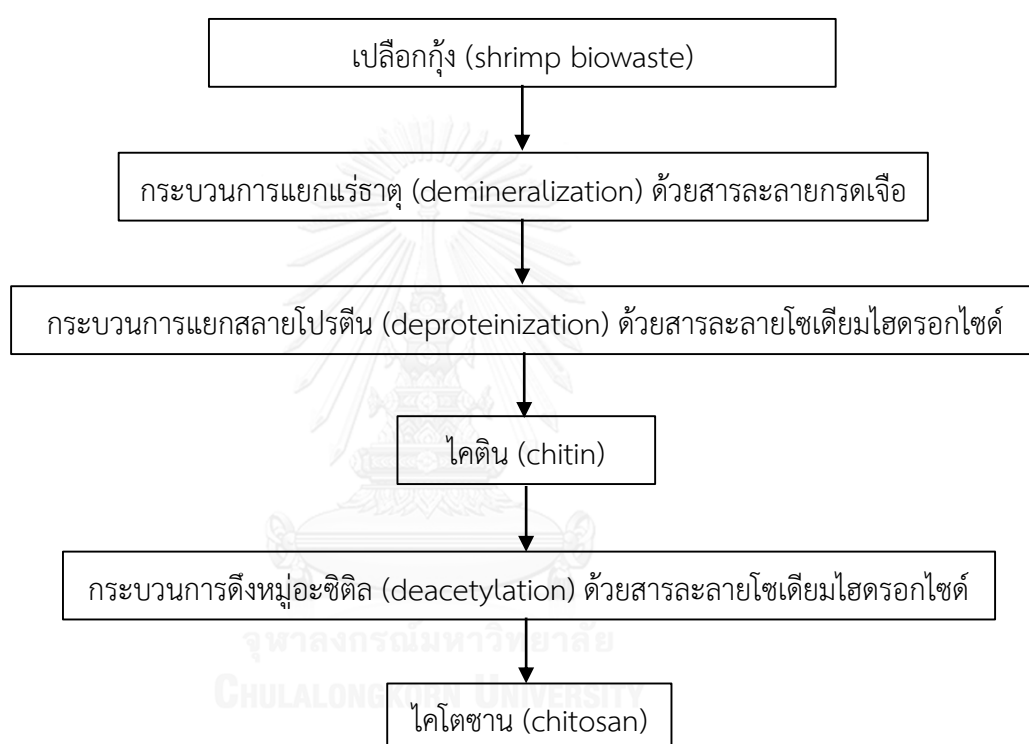 เปลือกกุ้ง (shrimp biowaste)
กระบวนการแยกแร่ธาตุ (demineralization) ด้วยสารละลายกรดเจือ
กระบวนการแยกสลายโปรตีน (deproteinization) ด้วยสารละลายโซเดียมไฮดรอกไซด์
ไคติน (chitin)
กระบวนการดึงหมู่อะซิติล (deacetylation) ด้วยสารละลายโซเดียมไฮดรอกไซด์
จุฬาลงกรณ์มหาวิทยาลัย
CHULALONGKORN UNIVERSITY
ไคโตซาน (chitosan)